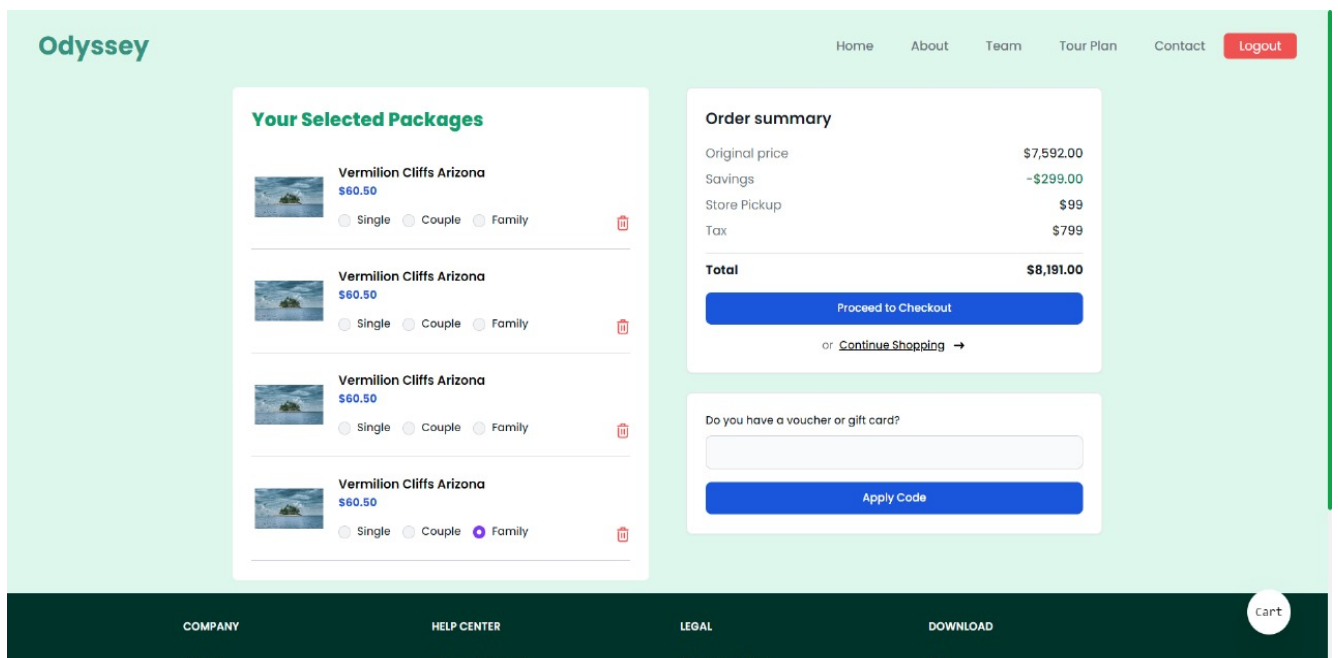 Odyssey
Home About Team Tour Plan Contact Logout
Your Selected Packages
Vermilion Cliffs Arizona
$60.50
Single Couple Family
Vermilion Cliffs Arizona
$60.50
Single Couple Family
Vermilion Cliffs Arizona
$60.50
Single Couple Family
Vermilion Cliffs Arizona
$60.50
Single Couple Family
Order summary
Original price $7,592.00
Savings -$299.00
Store Pickup $99
Tax $799
Total $8,191.00
Proceed to Checkout
or Continue Shopping →
Do you have a voucher or gift card?
Apply Code
Cart
COMPANY HELP CENTER LEGAL DOWNLOAD